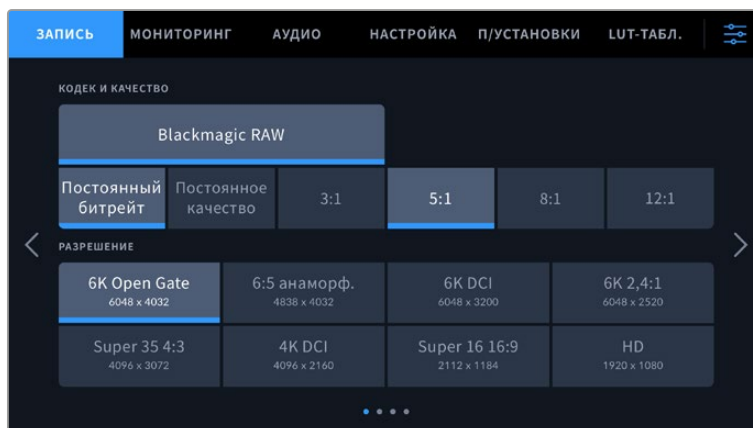 ЗАПИСЬ МОНИТОРИНГ АУДИО НАСТРОЙКА П/УСТАНОВКИ LUT-ТАБЛ.
КОДЕК И КАЧЕСТВО
Blackmagic RAW
Постоянный битрейт Постоянное качество 3:1 5:1 8:1 12:1
РАЗРЕШЕНИЕ
6K Open Gate 6:5 анаморф. 6K DCI 6K 2,4:1
6048 x 4032 4838 x 4032 6048 x 3200 6048 x 2520
Super 35 4:3 4K DCI Super 16 16:9 HD
4096 x 3072 4096 x 2160 2112 x 1184 1920 x 1080